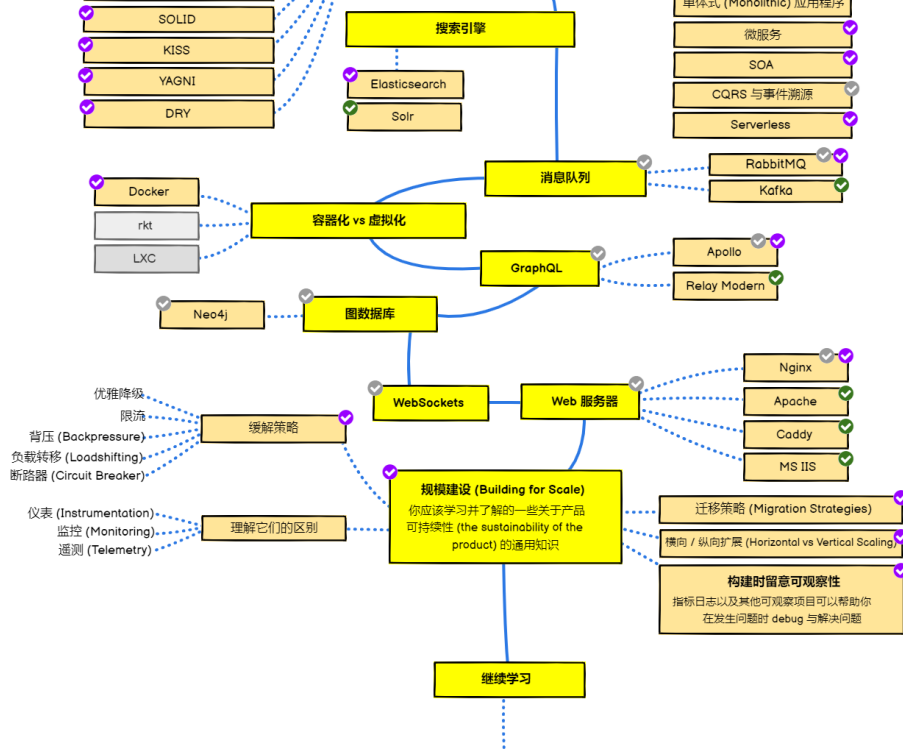 单体式 (Monolithic) 应用程序
SOLID
KISS
YAGNI
DRY
搜索引擎
Elasticsearch
Solr
微服务
SOA
CQRS 与事件溯源
Serverless
消息队列
RabbitMQ
Kafka
Docker
rkt
LXC
容器化 vs 虚拟化
GraphQL
Apollo
Relay Modern
Neo4j
图数据库
WebSockets
Web 服务器
Nginx
Apache
Caddy
MS IIS
优雅降级
限流
背压 (Backpressure)
负载转移 (Loadshifting)
断路器 (Circuit Breaker)
缓解策略
仪表 (Instrumentation)
监控 (Monitoring)
遥测 (Telemetry)
理解它们的区别
规模建设 (Building for Scale)
你应该学习并了解的一些关于产品
可持续性 (the sustainability of the
product) 的通用知识
迁移策略 (Migration Strategies)
横向 / 纵向扩展 (Horizontal vs Vertical Scaling)
构建时留意可观察性
指标日志以及其他可观察项目可以帮助你
在发生问题时 debug 与解决问题
继续学习